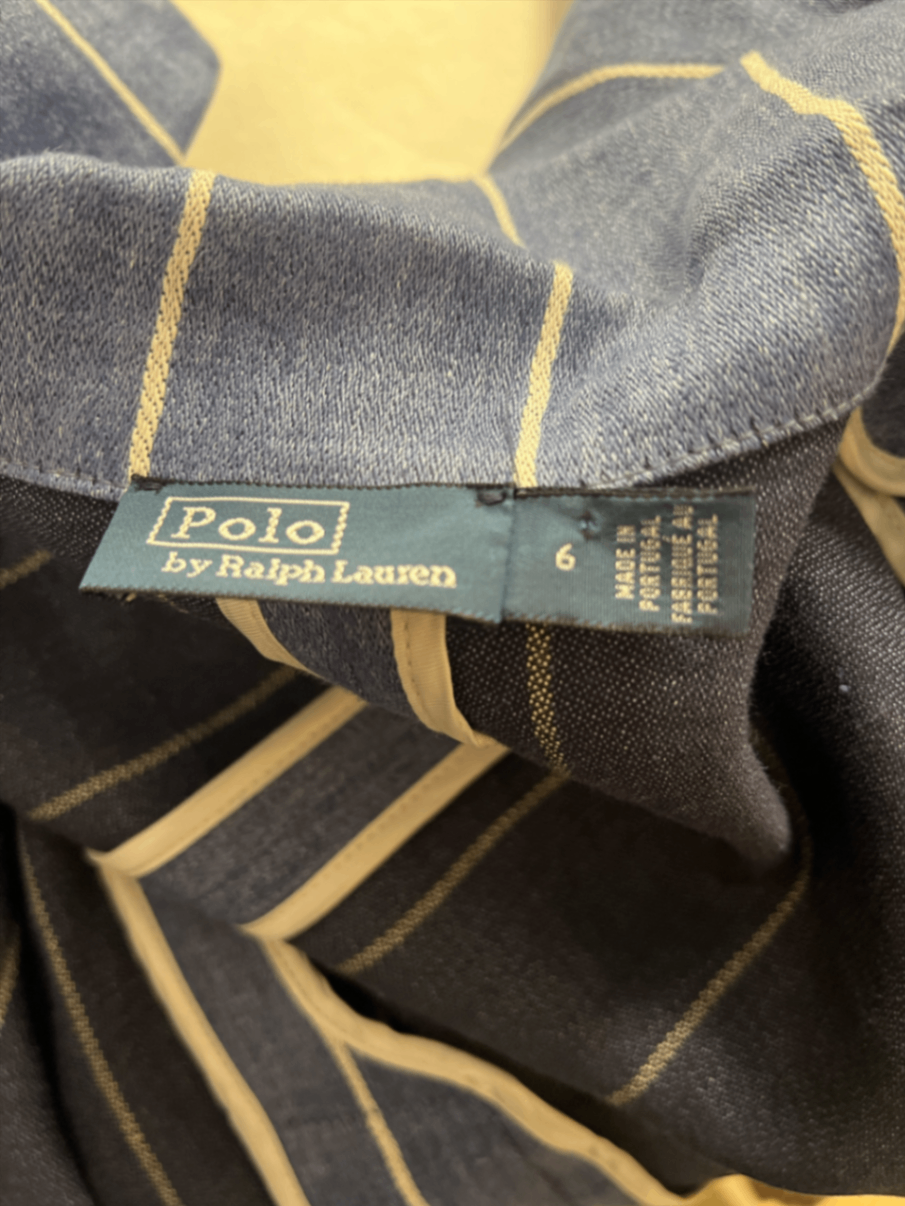 Polo
by Ralph Lauren
6
MADE IN
PORTUGAL
FABRIQUÉ AU
PORTUGAL